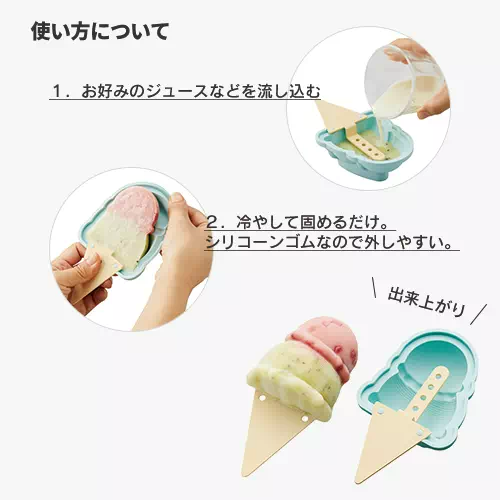 使い方について
１．お好みのジュースなどを流し込む
２．冷やして固めるだけ。
シリコーンゴムなので外しやすい。
\ 出来上がり /